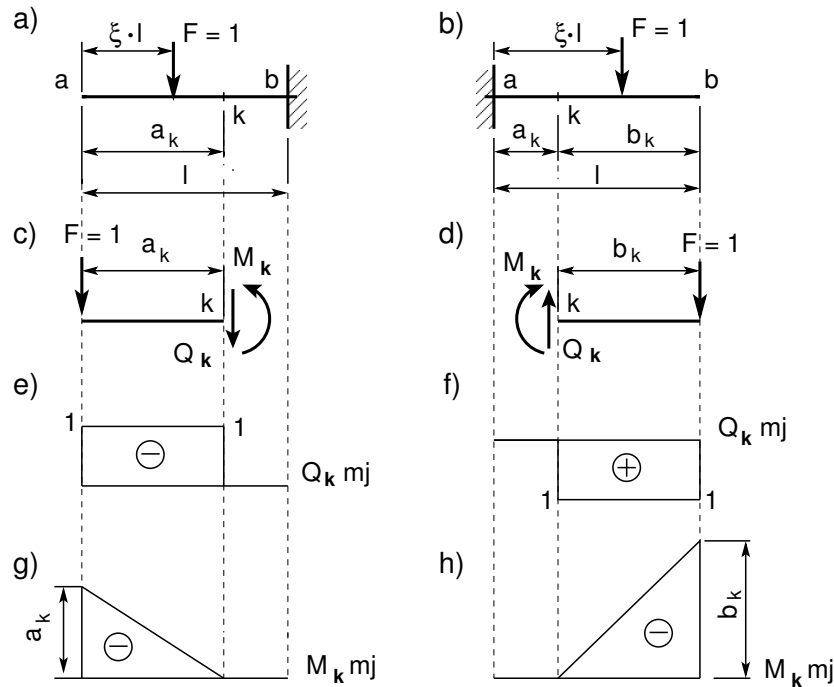 a)
ξ·l
F = 1
a
b
k
a k
l
b)
ξ·l
F = 1
a
b
k
a k
b k
l
c)
F = 1
a k
M k
k
Q k
d)
F = 1
b k
M k
k
Q k
e)
1
1
Q k mj
f)
Q k mj
1
1
g)
a k
M k mj
h)
b k
M k mj